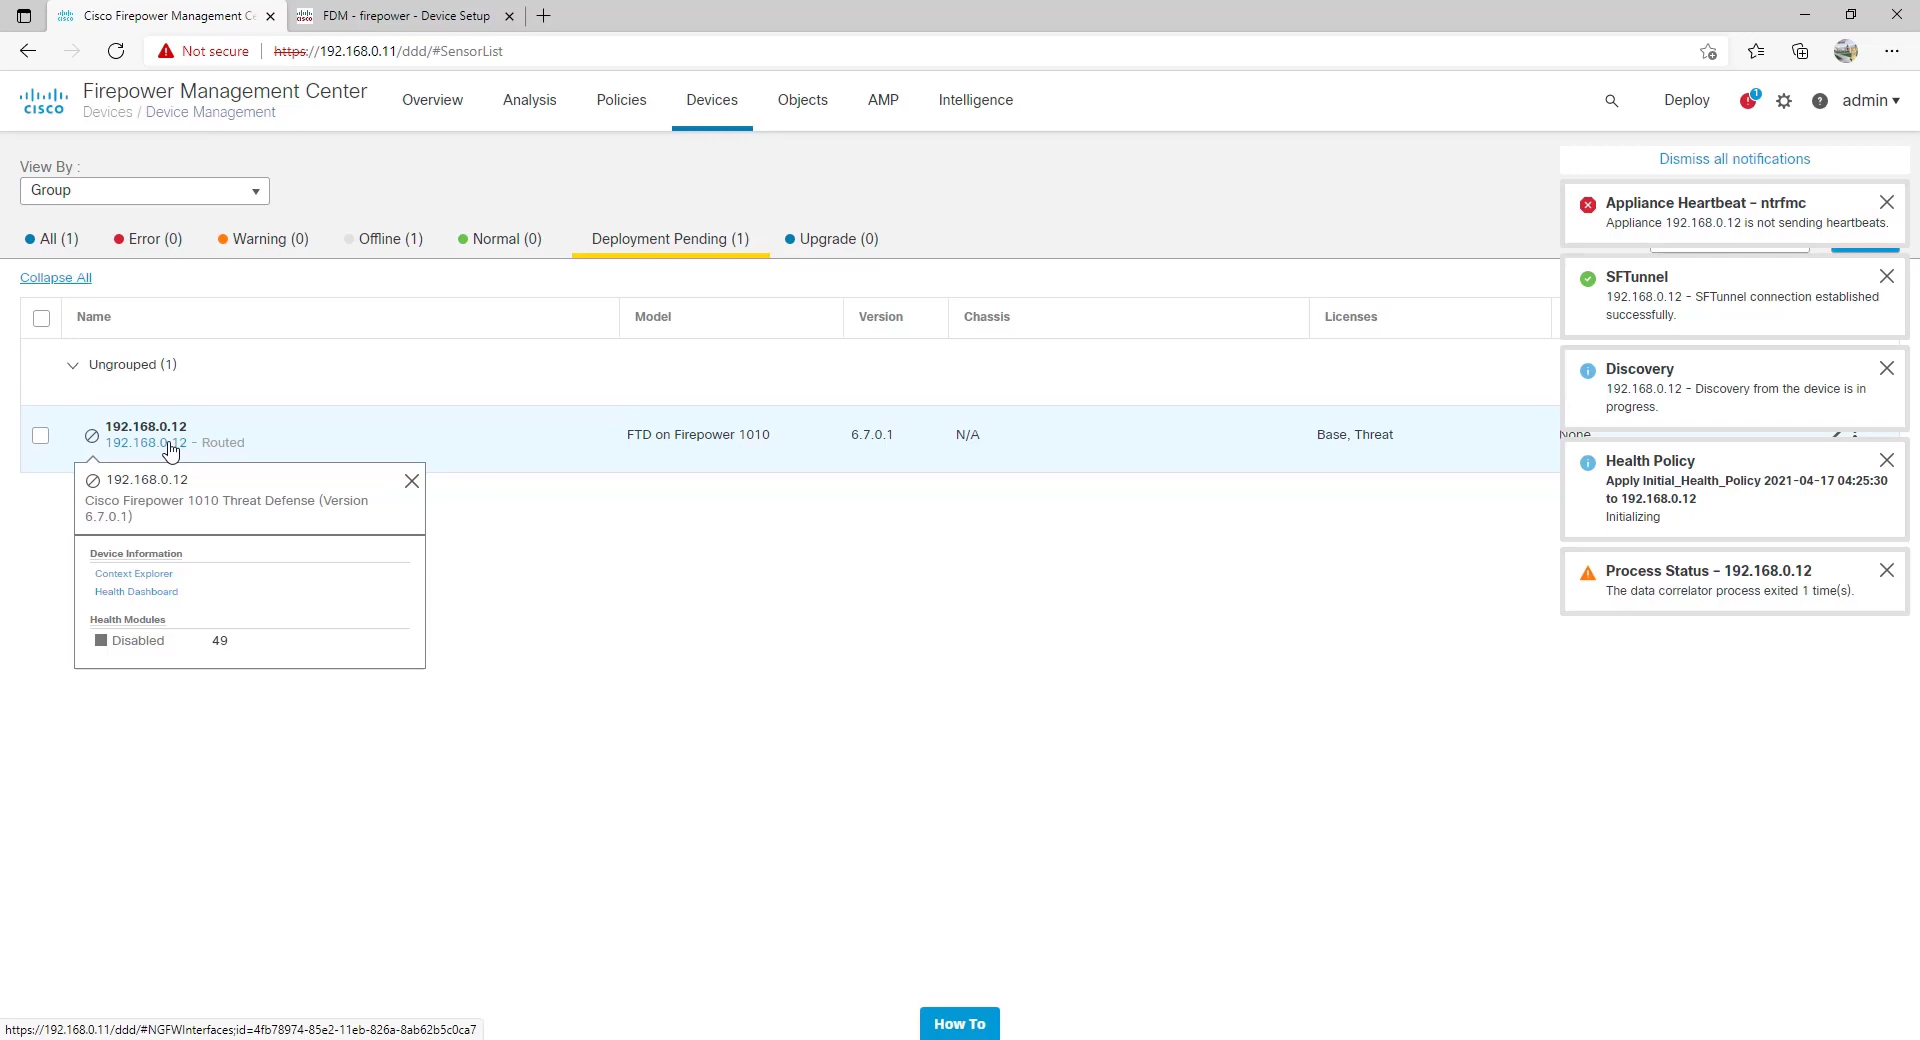 Cisco Firepower Management Ce
FDM - firepower - Device Setup
Not secure
https://192.168.0.11/ddd/#SensorList
cisco
Firepower Management Center
Devices / Device Management
Overview
Analysis
Policies
Devices
Objects
AMP
Intelligence
Deploy
1
admin
View By :
Group
All (1)
Error (0)
Warning (0)
Offline (1)
Normal (0)
Deployment Pending (1)
Upgrade (0)
Collapse All
Name
Model
Version
Chassis
Licenses
Ungrouped (1)
192.168.0.12
192.168.0.12 - Routed
FTD on Firepower 1010
6.7.0.1
N/A
Base, Threat
None
192.168.0.12
Cisco Firepower 1010 Threat Defense (Version
6.7.0.1)
Device Information
Context Explorer
Health Dashboard
Health Modules
Disabled 49
Dismiss all notifications
Appliance Heartbeat - ntrfmc
Appliance 192.168.0.12 is not sending heartbeats.
SFTunnel
192.168.0.12 - SFTunnel connection established
successfully.
Discovery
192.168.0.12 - Discovery from the device is in
progress.
Health Policy
Apply Initial_Health_Policy 2021-04-17 04:25:30
to 192.168.0.12
Initializing
Process Status - 192.168.0.12
The data correlator process exited 1 time(s).
How To
https://192.168.0.11/ddd/#NGFWInterfaces;id=4fb78974-85e2-11eb-826a-8ab62b5c0ca7